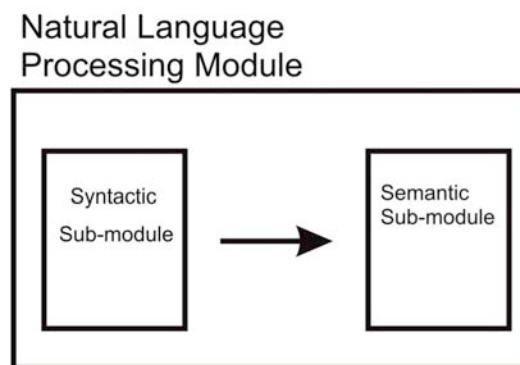 Natural Language
Processing Module
Syntactic
Sub-module
Semantic
Sub-module